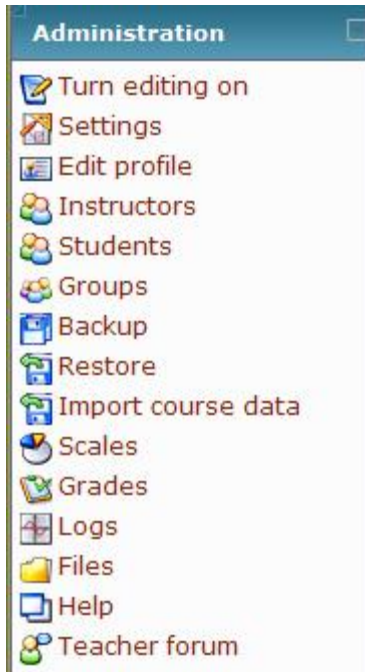 Administration
Turn editing on
Settings
Edit profile
Instructors
Students
Groups
Backup
Restore
Import course data
Scales
Grades
Logs
Files
Help
Teacher forum